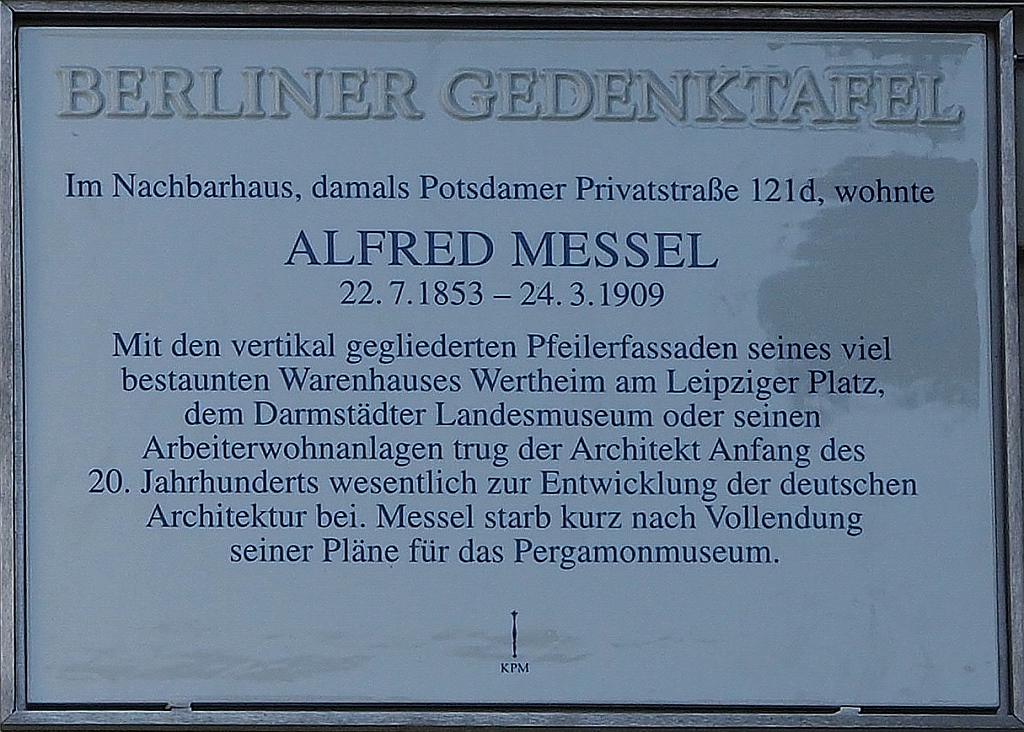 BERLINER GEDENKTAFEL
Im Nachbarhaus, damals Potsdamer Privatstraße 121d, wohnte
ALFRED MESSEL
22. 7. 1853 – 24. 3. 1909
Mit den vertikal gegliederten Pfeilerfassaden seines viel
bestaunten Warenhauses Wertheim am Leipziger Platz,
dem Darmstädter Landesmuseum oder seinen
Arbeiterwohnanlagen trug der Architekt Anfang des
20. Jahrhunderts wesentlich zur Entwicklung der deutschen
Architektur bei. Messel starb kurz nach Vollendung
seiner Pläne für das Pergamonmuseum.
KPM